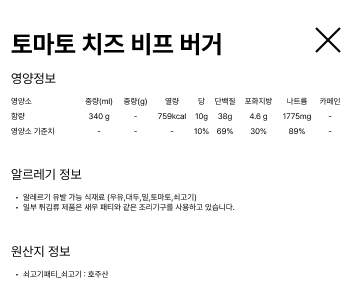 토마토 치즈 비프 버거
영양정보
영양소 중량(ml) 중량(g) 열량 당 단백질 포화지방 나트륨 카페인
함량 340 g - 759kcal 10g 38g 4.6 g 1775mg -
영양소 기준치 - - - 10% 69% 30% 89% -
알르레기 정보
• 알레르기 유발 가능 식재료 (우유,대두,밀,토마토,쇠고기)
• 일부 튀김류 제품은 새우 패티와 같은 조리기구를 사용하고 있습니다.
원산지 정보
• 쇠고기패티_쇠고기 : 호주산